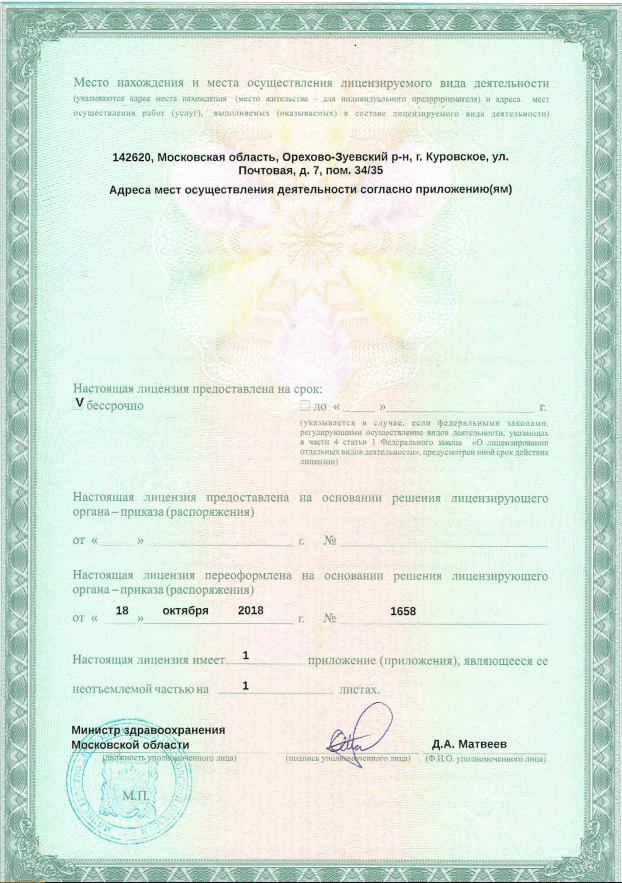 Место нахождения и места осуществления лицензируемого вида деятельности
(указываются адрес места нахождения (место жительства – для индивидуального предпринимателя) и адреса мест
осуществления работ (услуг), выполняемых (оказываемых) в составе лицензируемого вида деятельности)
142620, Московская область, Орехово-Зуевский р-н, г. Куровское, ул.
Почтовая, д. 7, пом. 34/35
Адреса мест осуществления деятельности согласно приложению(ям)
Настоящая лицензия предоставлена на срок:
V бессрочно
до « ____ »____________________ г.
(указывается в случае, если федеральными законами,
регулирующими осуществление видов деятельности, указанных
в части 4 статьи 1 Федерального закона «О лицензировании
отдельных видов деятельности», предусмотрен иной срок действия
лицензии)
Настоящая лицензия предоставлена на основании решения лицензирующего
органа – приказа (распоряжения)
от «_____ »____________________ г. №____________________
Настоящая лицензия переоформлена на основании решения лицензирующего
органа – приказа (распоряжения)
от « 18 » октября 2018 г. № 1658
Настоящая лицензия имеет 1 приложение (приложения), являющееся ее
неотъемлемой частью на 1 листах.
Министр здравоохранения
Московской области
Д.А. Матвеев
(должность уполномоченного лица) (подпись уполномоченного лица) (Ф.И.О. уполномоченного лица)
М.П.